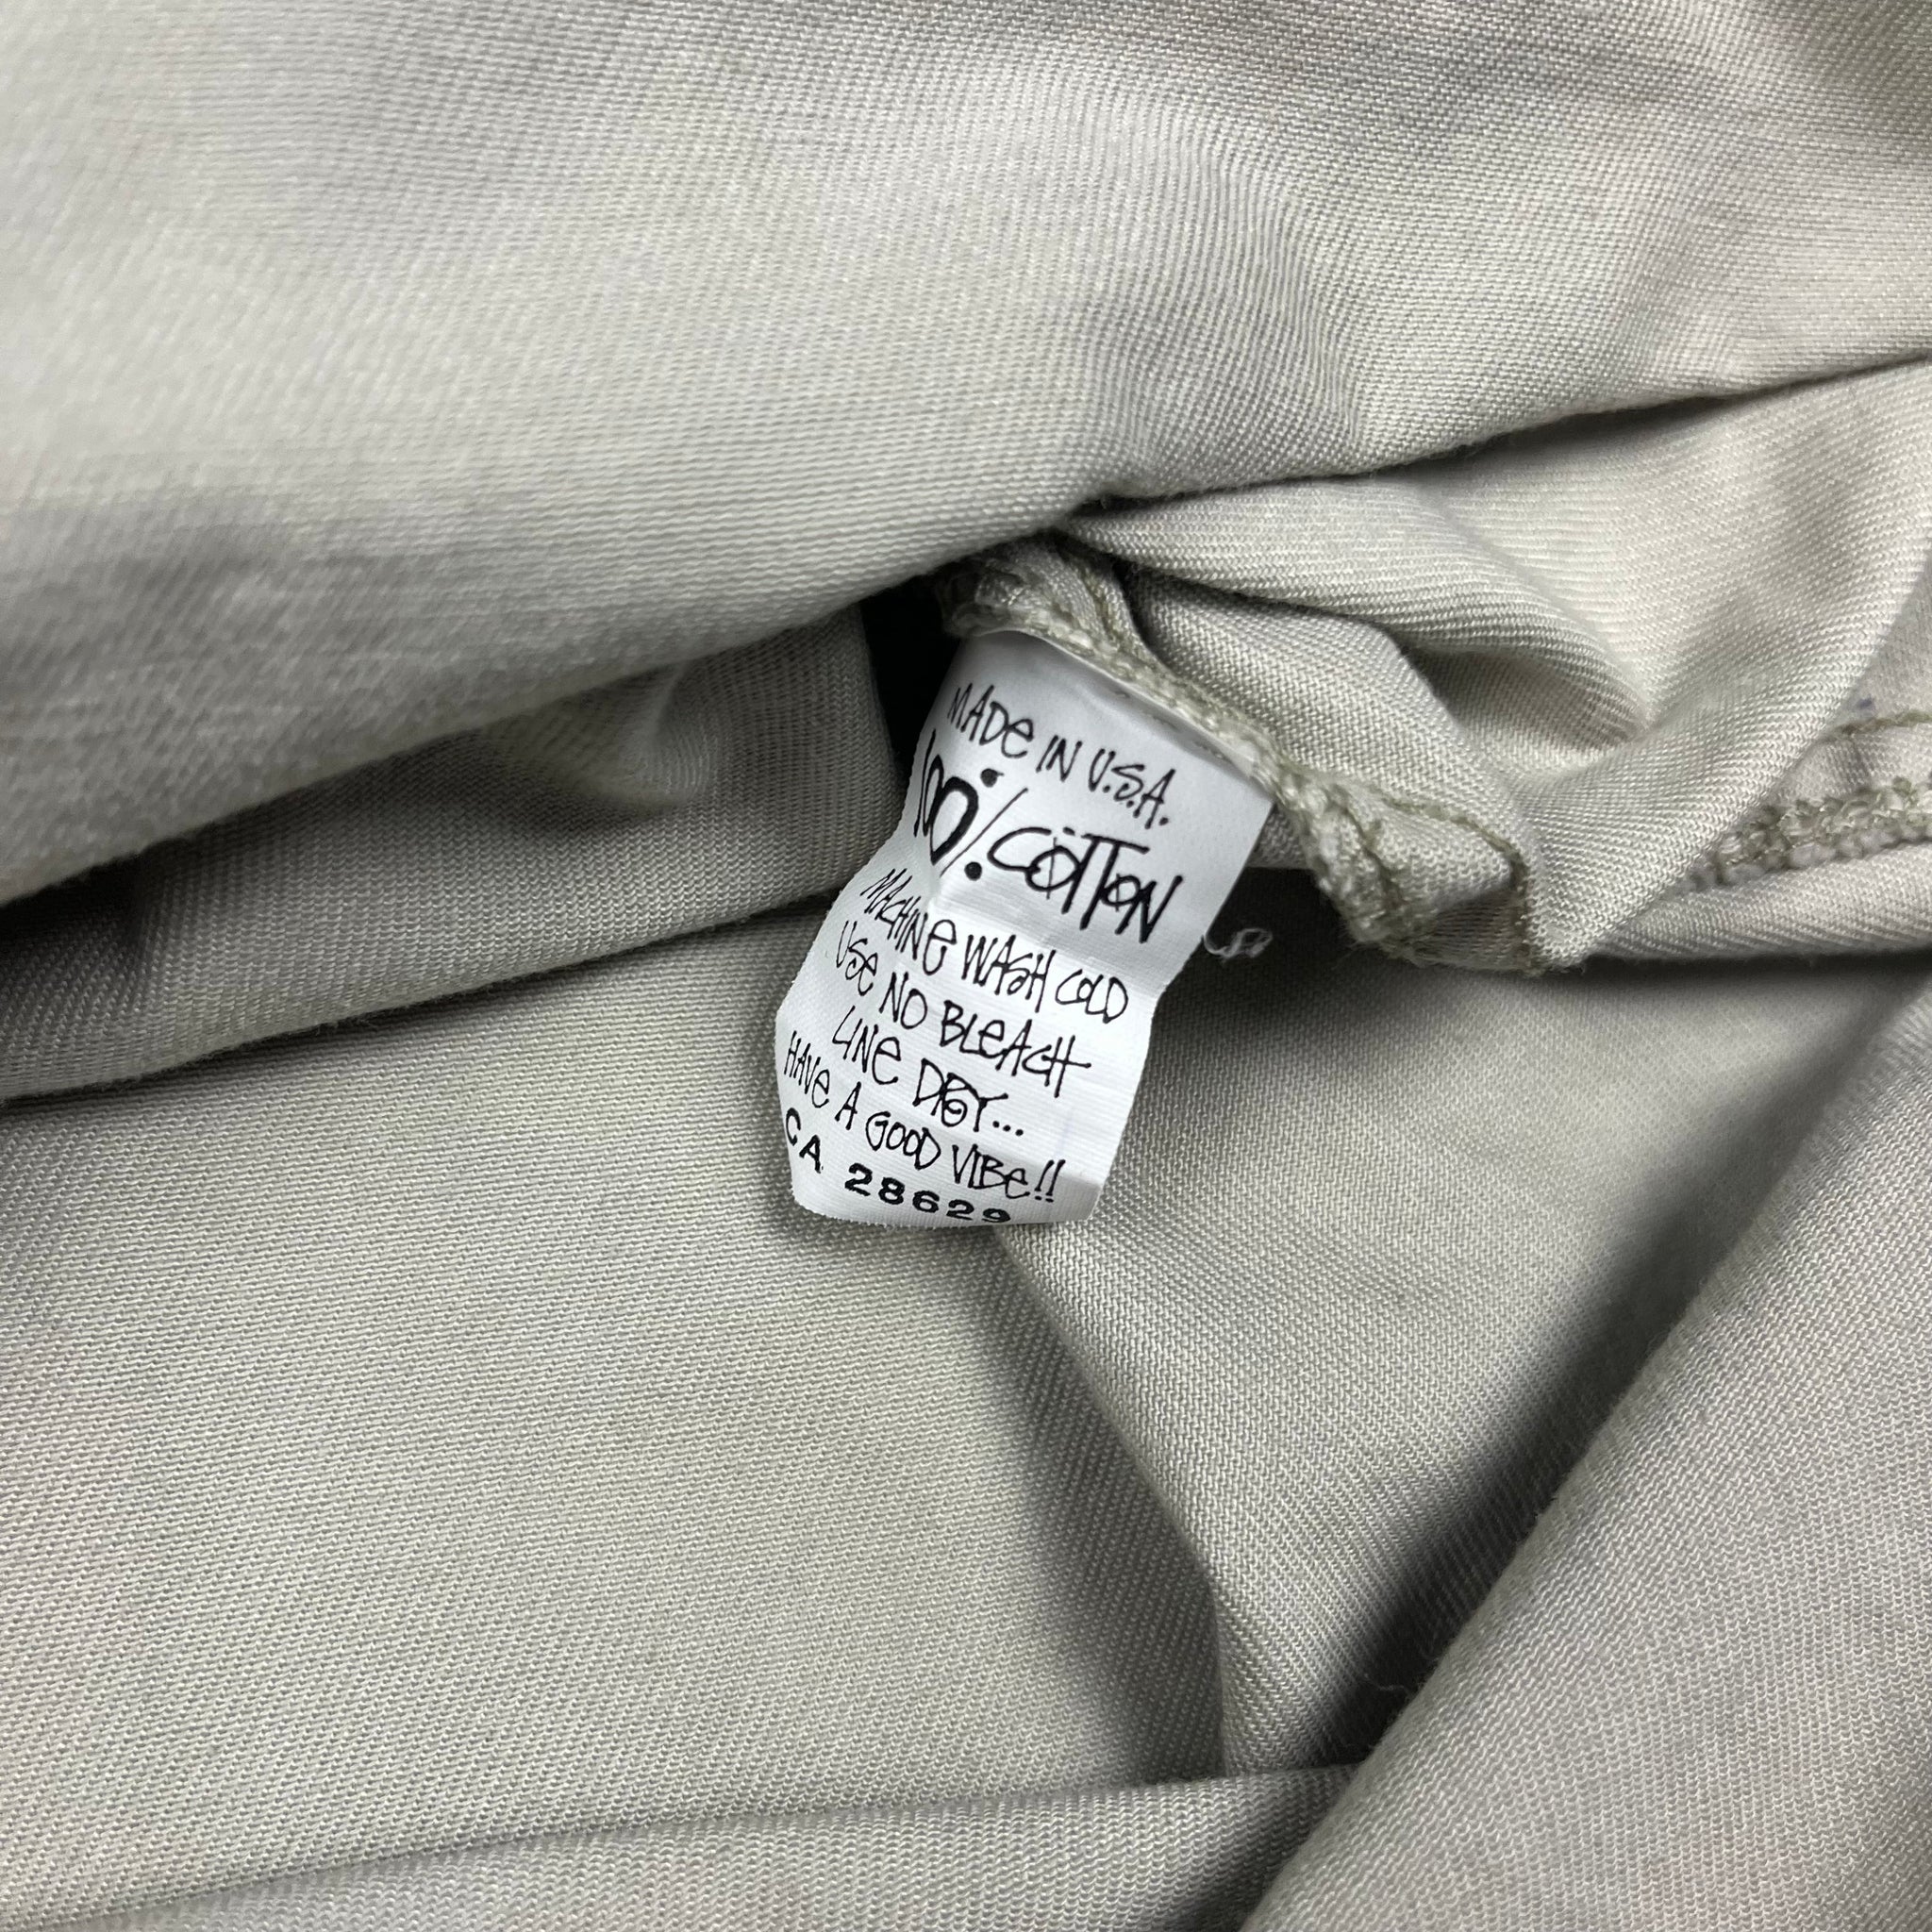 MADE IN U.S.A.
100% COTTON
MACHINE WASH COLD
USE NO BLEACH
LINE DRY...
HAVE A GOOD VIBE!!
CA 28629